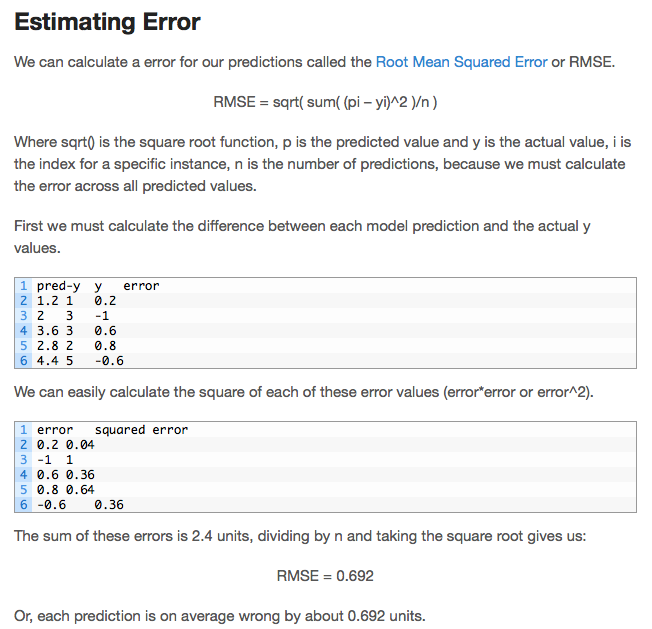 Estimating Error
We can calculate a error for our predictions called the Root Mean Squared Error or RMSE.
RMSE = sqrt( sum( (pi – yi)^2 )/n )
Where sqrt() is the square root function, p is the predicted value and y is the actual value, i is
the index for a specific instance, n is the number of predictions, because we must calculate
the error across all predicted values.
First we must calculate the difference between each model prediction and the actual y
values.
1 pred-y y error
2 1.2 1 0.2
3 2 3 -1
4 3.6 3 0.6
5 2.8 2 0.8
6 4.4 5 -0.6
We can easily calculate the square of each of these error values (error*error or error^2).
1 error squared error
2 0.2 0.04
3 -1 1
4 0.6 0.36
5 0.8 0.64
6 -0.6 0.36
The sum of these errors is 2.4 units, dividing by n and taking the square root gives us:
RMSE = 0.692
Or, each prediction is on average wrong by about 0.692 units.